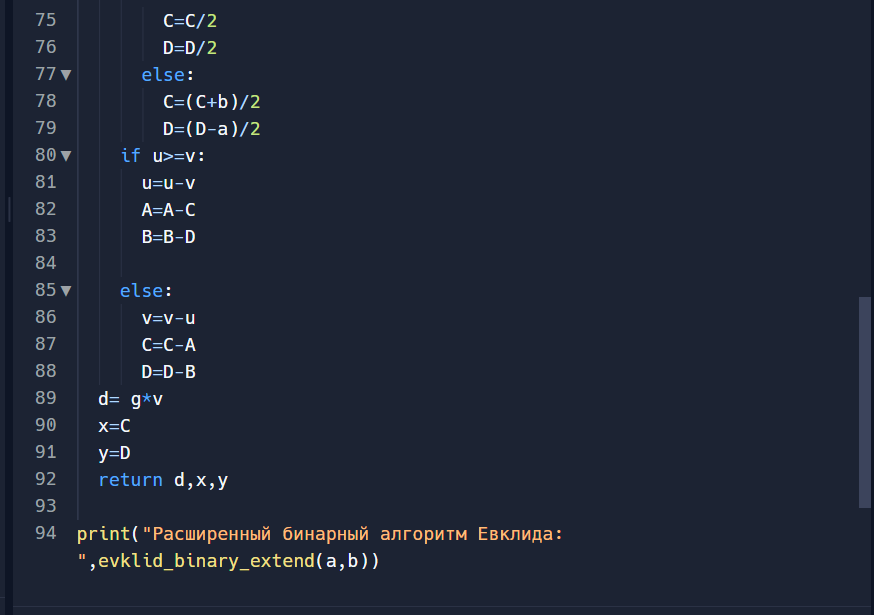 75 C=C/2
76 D=D/2
77 else:
78 C=(C+b)/2
79 D=(D-a)/2
80 if u>=v:
81 u=u-v
82 A=A-C
83 B=B-D
84
85 else:
86 v=v-u
87 C=C-A
88 D=D-B
89 d= g*v
90 x=C
91 y=D
92 return d,x,y
93
94 print("Расширенный бинарный алгоритм Евклида:
",evklid_binary_extend(a,b))